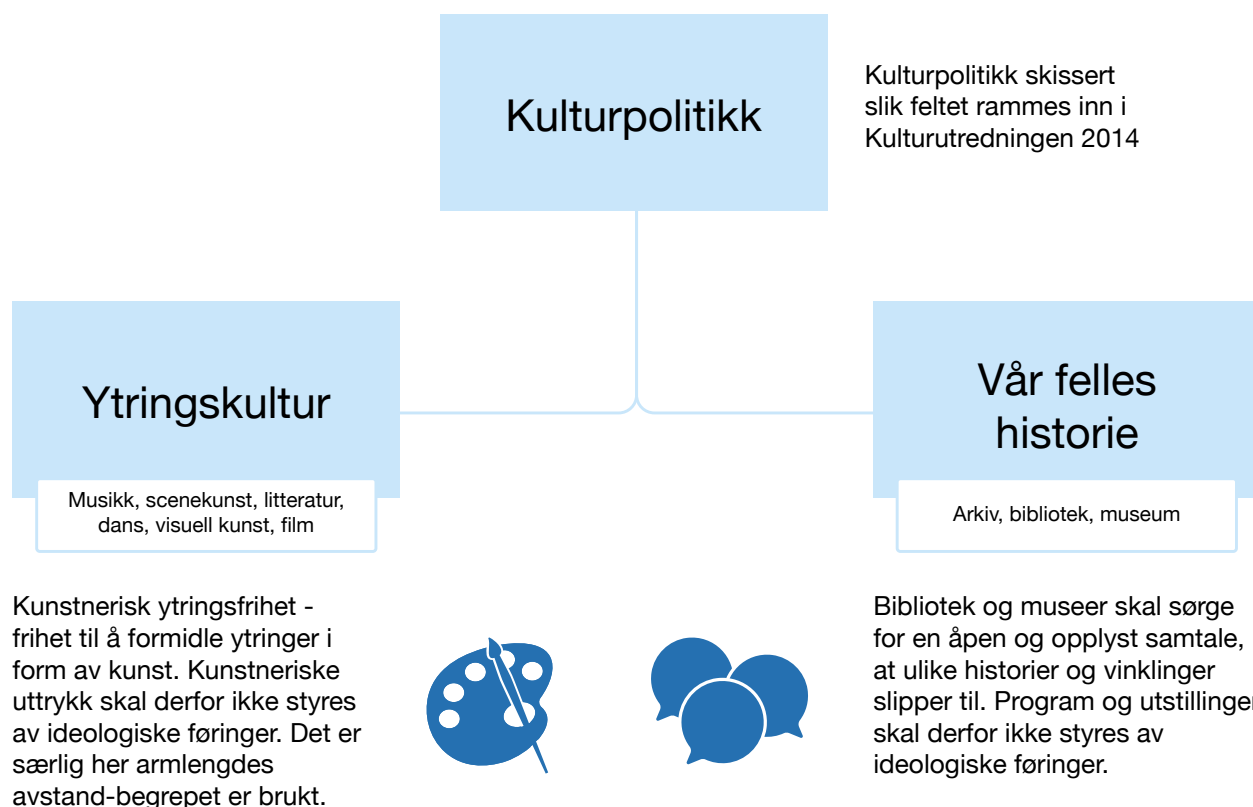 Kulturpolitikk
Kulturpolitikk skissert
slik feltet rammes inn i
Kulturutredningen 2014
Ytringskultur
Musikk, scenekunst, litteratur,
dans, visuell kunst, film
Kunstnerisk ytringsfrihet -
frihet til å formidle ytringer i
form av kunst. Kunstneriske
uttrykk skal derfor ikke styres
av ideologiske føringer. Det er
særlig her armlengdes
avstand-begrepet er brukt.
Vår felles
historie
Arkiv, bibliotek, museum
Bibliotek og museer skal sørge
for en åpen og opplyst samtale,
at ulike historier og vinklinger
slipper til. Program og utstillinger
skal derfor ikke styres av
ideologiske føringer.